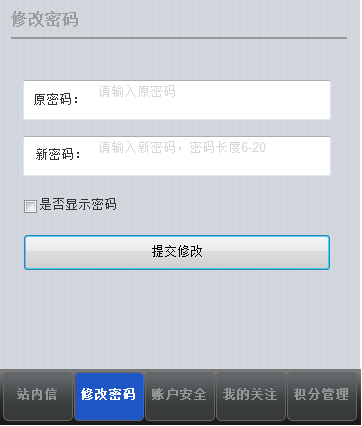 修改密码
原密码： 请输入原密码
新密码： 请输入新密码，密码长度6-20
是否显示密码
提交修改
站内信 修改密码 账户安全 我的关注 积分管理